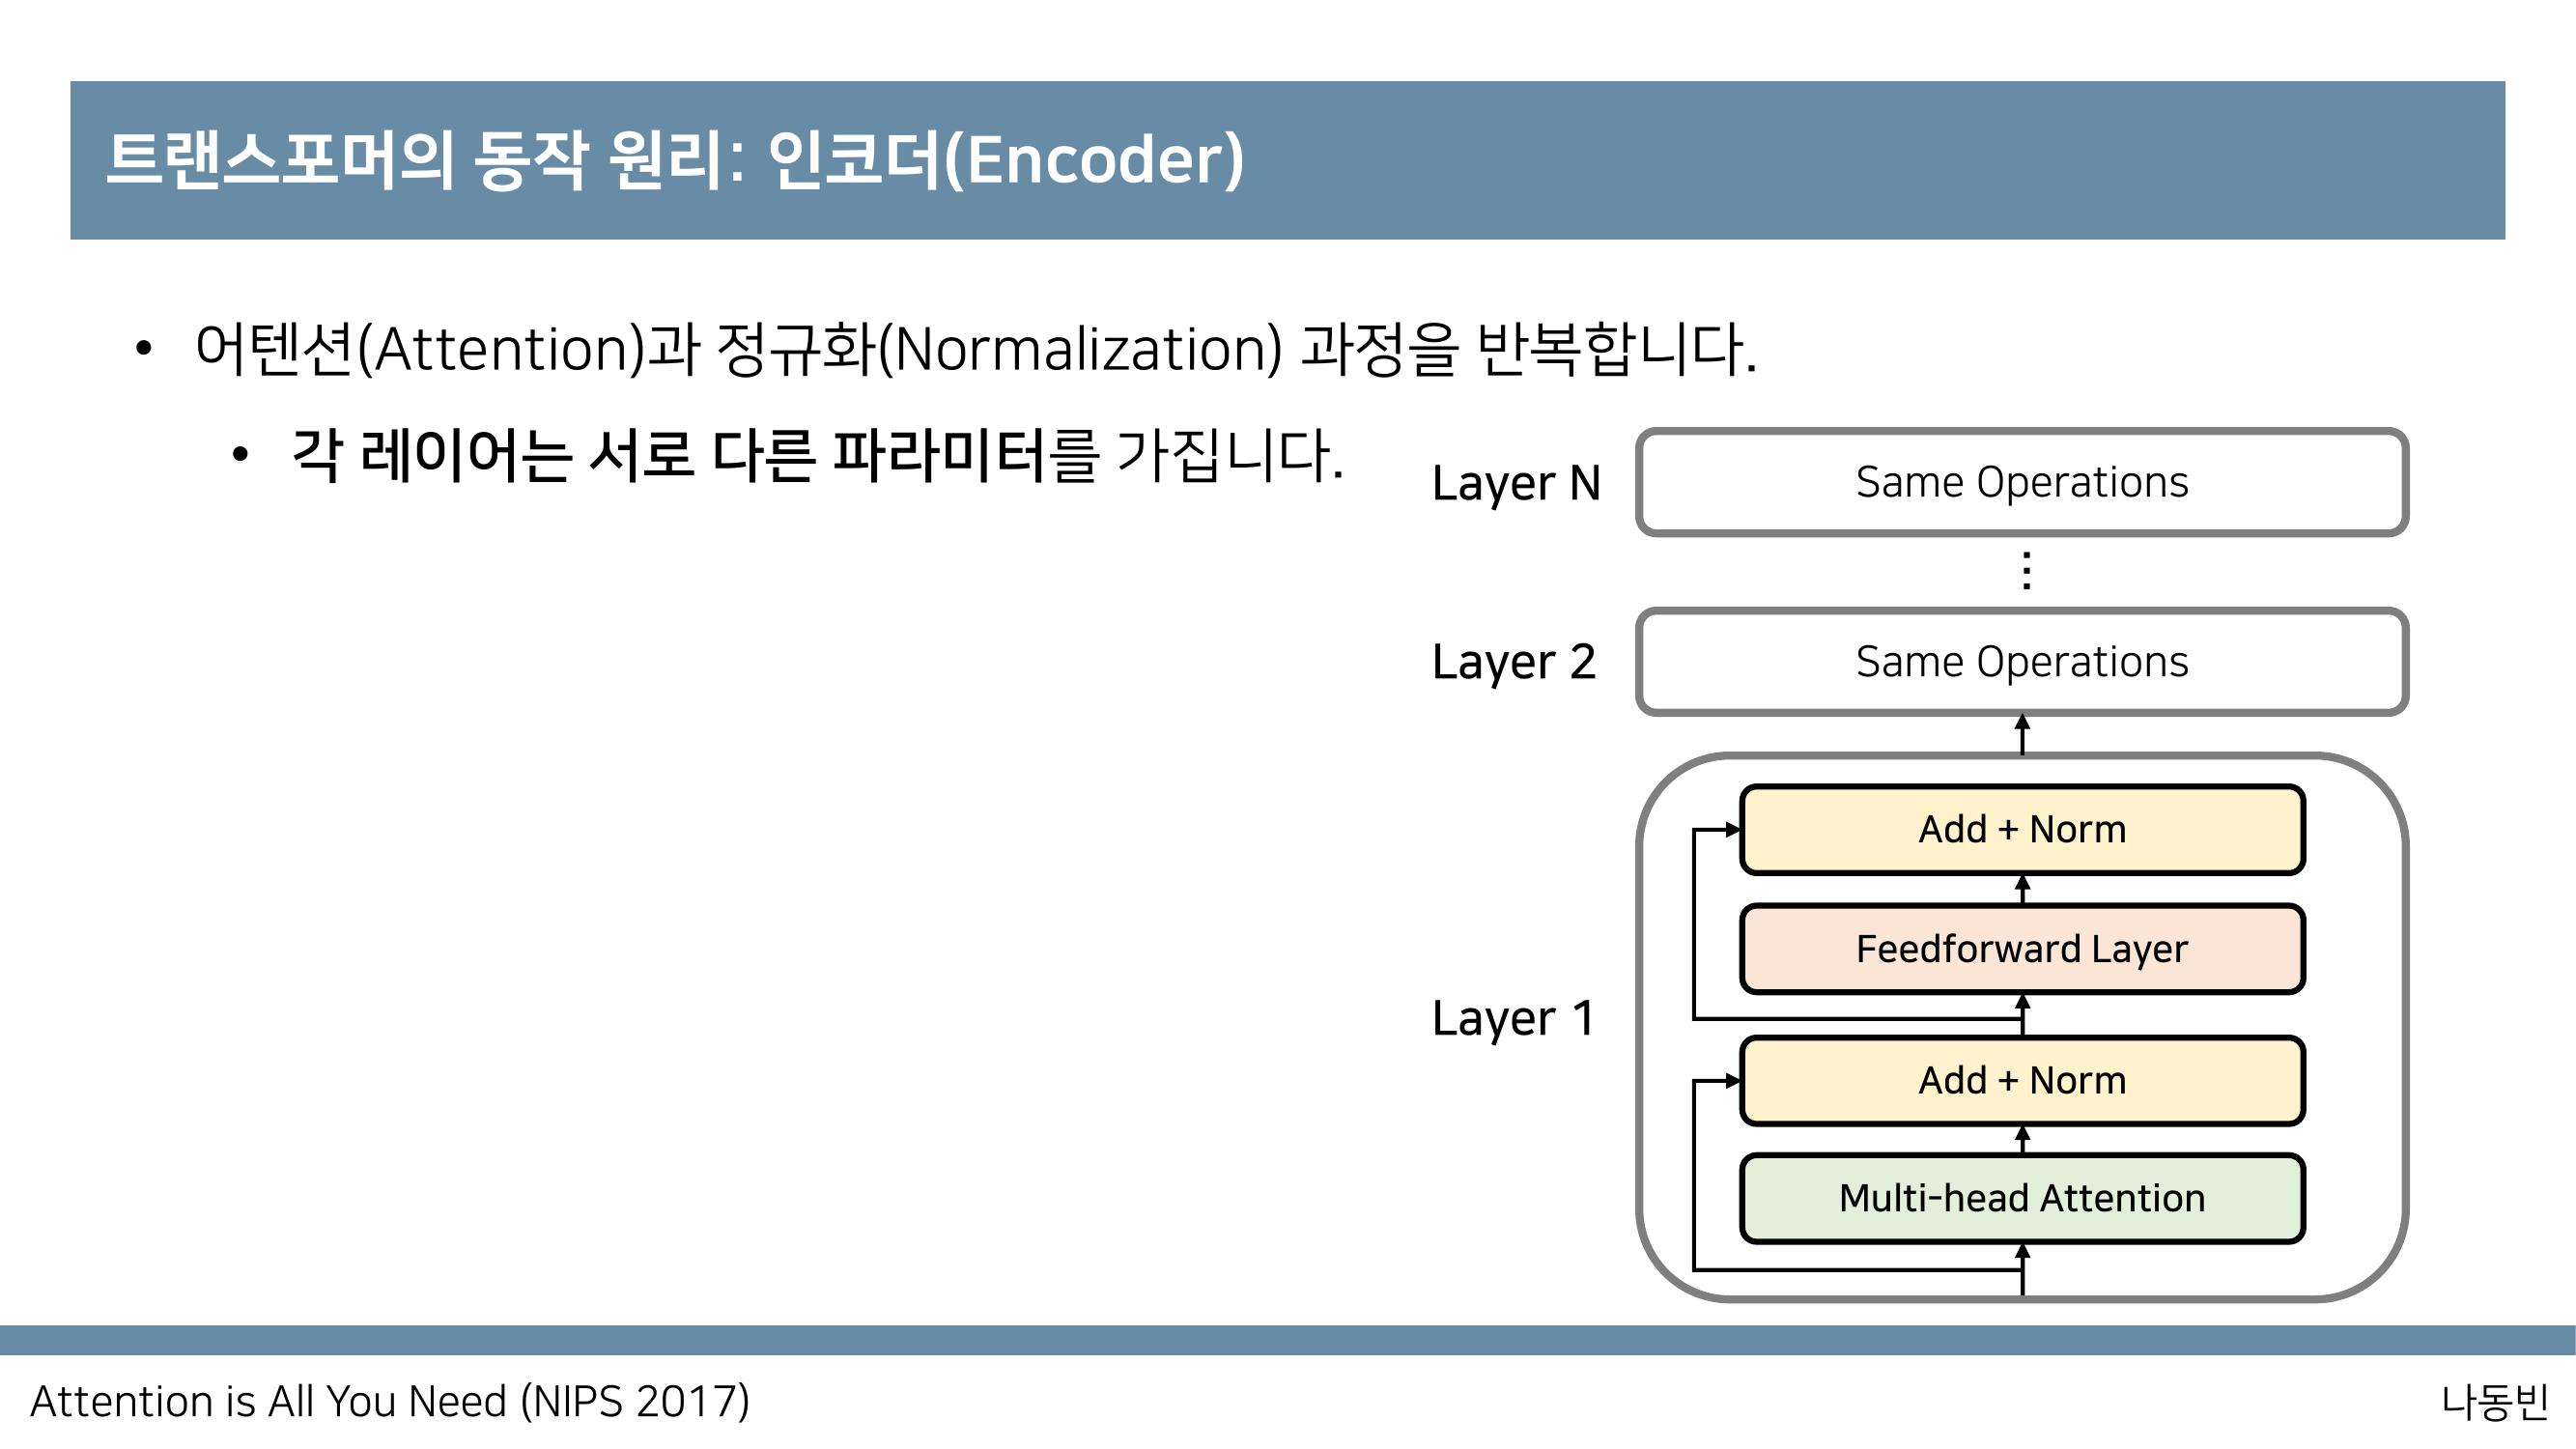 트랜스포머의 동작 원리: 인코더(Encoder)
• 어텐션(Attention)과 정규화(Normalization) 과정을 반복합니다.
• 각 레이어는 서로 다른 파라미터를 가집니다.
Layer N
Same Operations
⋮
Layer 2
Same Operations
Layer 1
Add + Norm
Feedforward Layer
Add + Norm
Multi-head Attention
Attention is All You Need (NIPS 2017)
나동빈